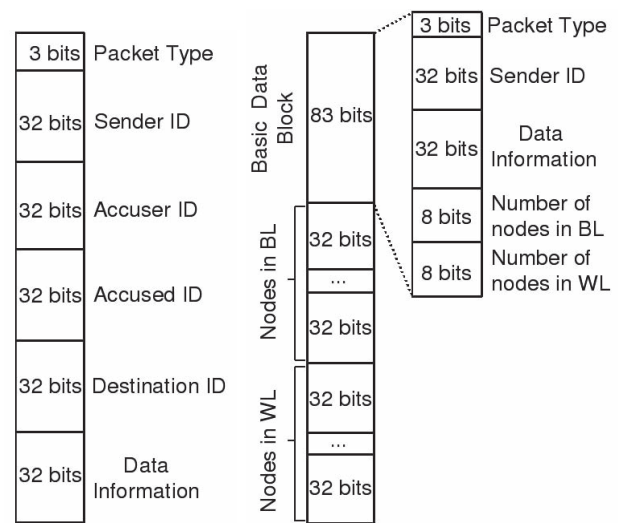 3 bits Packet Type
32 bits Sender ID
32 bits Accuser ID
32 bits Accused ID
32 bits Destination ID
32 bits Data
Information
Basic Data
Block
83 bits
Nodes in BL
32 bits
...
32 bits
Nodes in WL
32 bits
...
32 bits
3 bits Packet Type
32 bits Sender ID
32 bits Data
Information
8 bits Number of
nodes in BL
8 bits Number of
nodes in WL